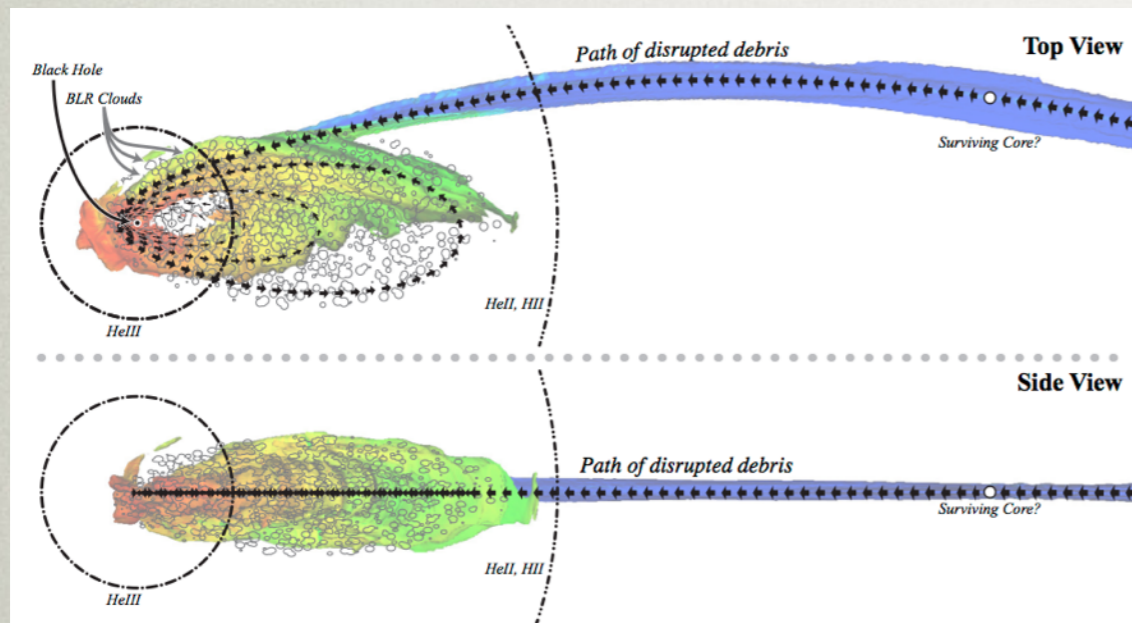 Top View
Path of disrupted debris
Black Hole
BLR Clouds
Surviving Core?
HeIII
HeII, HII
Side View
Path of disrupted debris
Surviving Core?
HeII, HII
HeIII